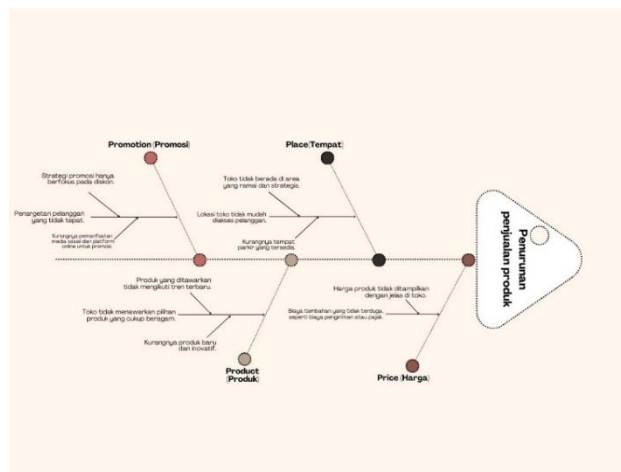 Promotion (Promosi)
Strategi promosi hanya
berfokus pada diskon.
Penargetan pelanggan
yang tidak tepat.
Kurangnya pemanfaatan
media sosial dan platform
online untuk promosi.
Place(Tempat)
Toko tidak berada di area
yang ramai dan strategis.
Lokasi toko tidak mudah
diakses pelanggan.
Kurangnya tempat
parkir yang tersedia.
Penurunan
penjualan produk
Produk yang ditawarkan
tidak mengikuti tren terbaru.
Toko tidak menawarkan pilihan
produk yang cukup beragam.
Kurangnya produk baru
dan inovatif.
Product
(Produk)
Harga produk tidak ditampilkan
dengan jelas di toko.
Biaya tambahan yang tidak terduga,
seperti biaya pengiriman atau pajak.
Price (Harga)